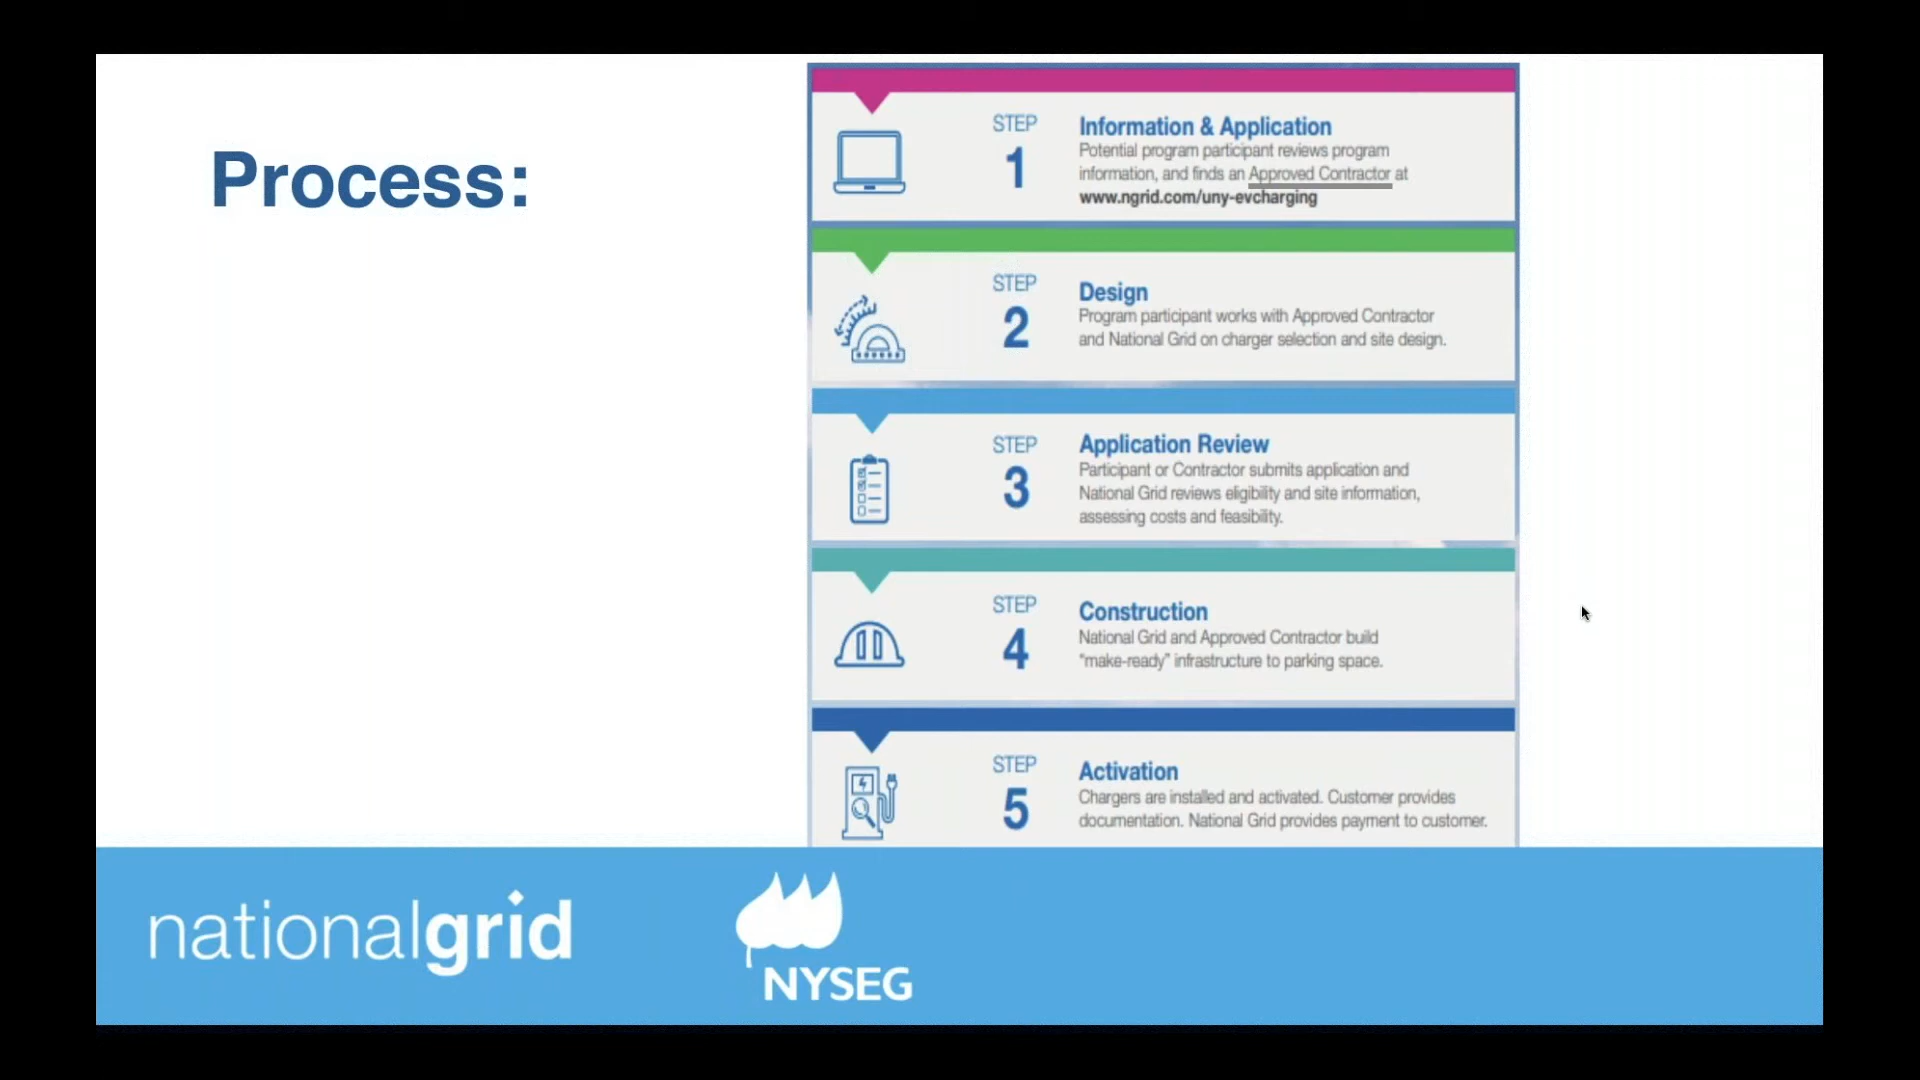 Process:
STEP
1
Information & Application
Potential program participant reviews program
information, and finds an Approved Contractor at
www.ngrid.com/uny-evcharging
STEP
2
Design
Program participant works with Approved Contractor
and National Grid on charger selection and site design.
STEP
3
Application Review
Participant or Contractor submits application and
National Grid reviews eligibility and site information,
assessing costs and feasibility.
STEP
4
Construction
National Grid and Approved Contractor build
“make-ready” infrastructure to parking space.
STEP
5
Activation
Chargers are installed and activated. Customer provides
documentation. National Grid provides payment to customer.
nationalgrid
NYSEG